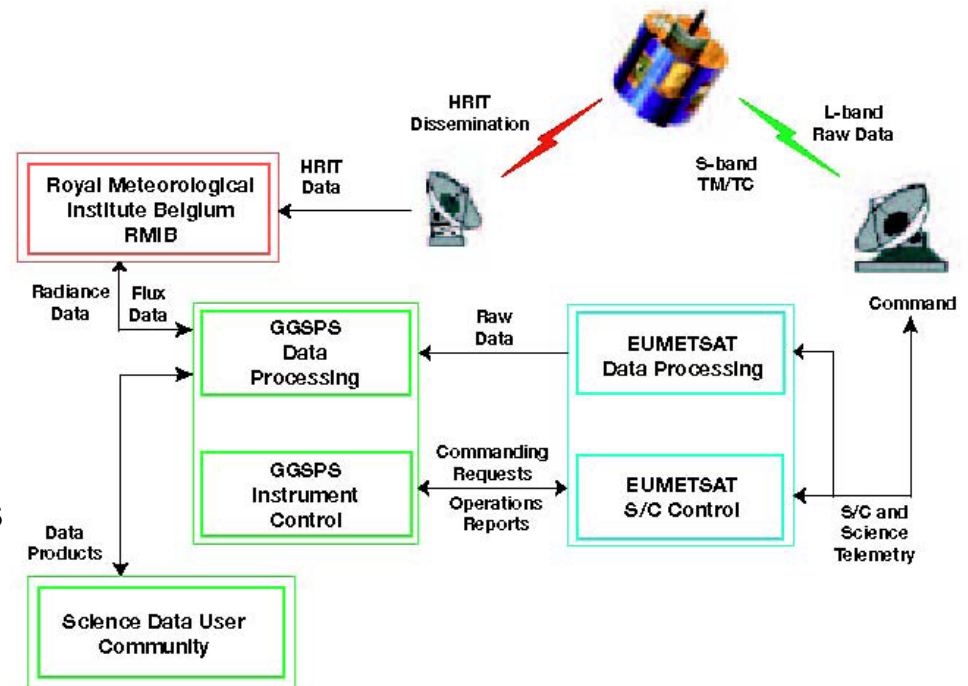 HRIT
Dissemination
L-band
Raw Data
S-band
TM/TC
Royal Meteorological
Institute Belgium
RMIB
HRIT
Data
Command
Radiance
Data
Flux
Data
GGSPS
Data
Processing
Raw
Data
EUMETSAT
Data Processing
GGSPS
Instrument
Control
Commanding
Requests
Operations
Reports
EUMETSAT
S/C Control
S/C and
Science
Telemetry
s
Data
Products
Science Data User
Community